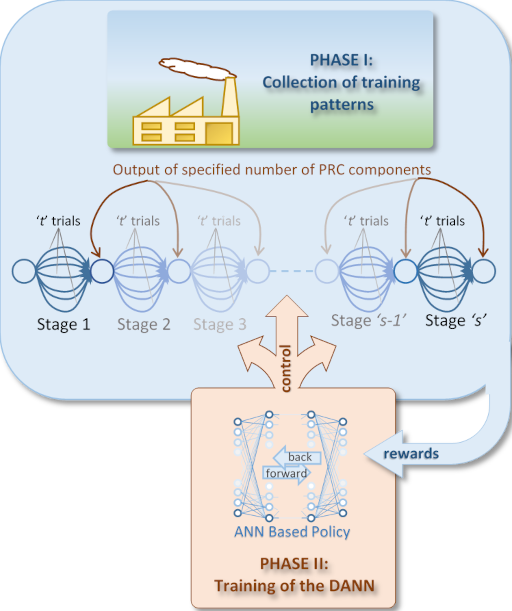 PHASE I:
Collection of training
patterns
Output of specified number of PRC components
‘t’ trials
‘t’ trials
‘t’ trials
‘t’ trials
‘t’ trials
Stage 1
Stage 2
Stage 3
Stage ‘s-1’
Stage ‘s’
control
rewards
back
forward
ANN Based Policy
PHASE II:
Training of the DANN